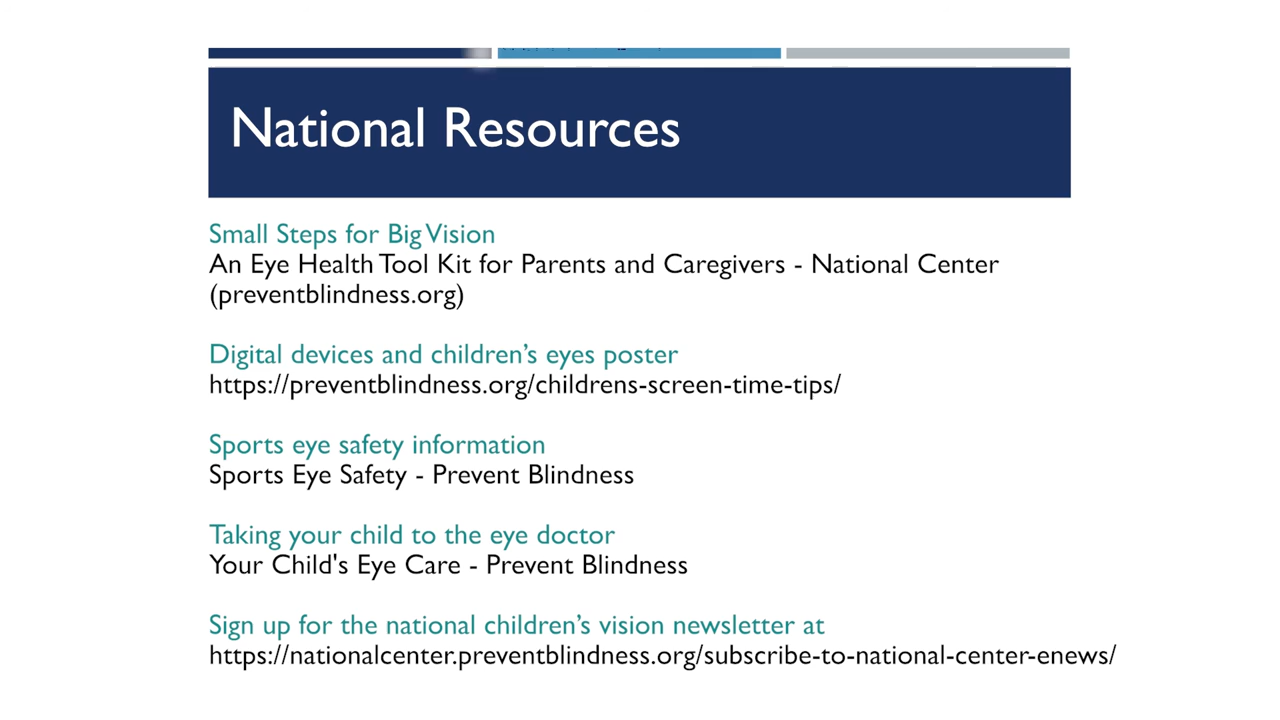 National Resources
Small Steps for Big Vision
An Eye Health Tool Kit for Parents and Caregivers - National Center
(preventblindness.org)
Digital devices and children’s eyes poster
https://preventblindness.org/childrens-screen-time-tips/
Sports eye safety information
Sports Eye Safety - Prevent Blindness
Taking your child to the eye doctor
Your Child's Eye Care - Prevent Blindness
Sign up for the national children’s vision newsletter at
https://nationalcenter.preventblindness.org/subscribe-to-national-center-enews/